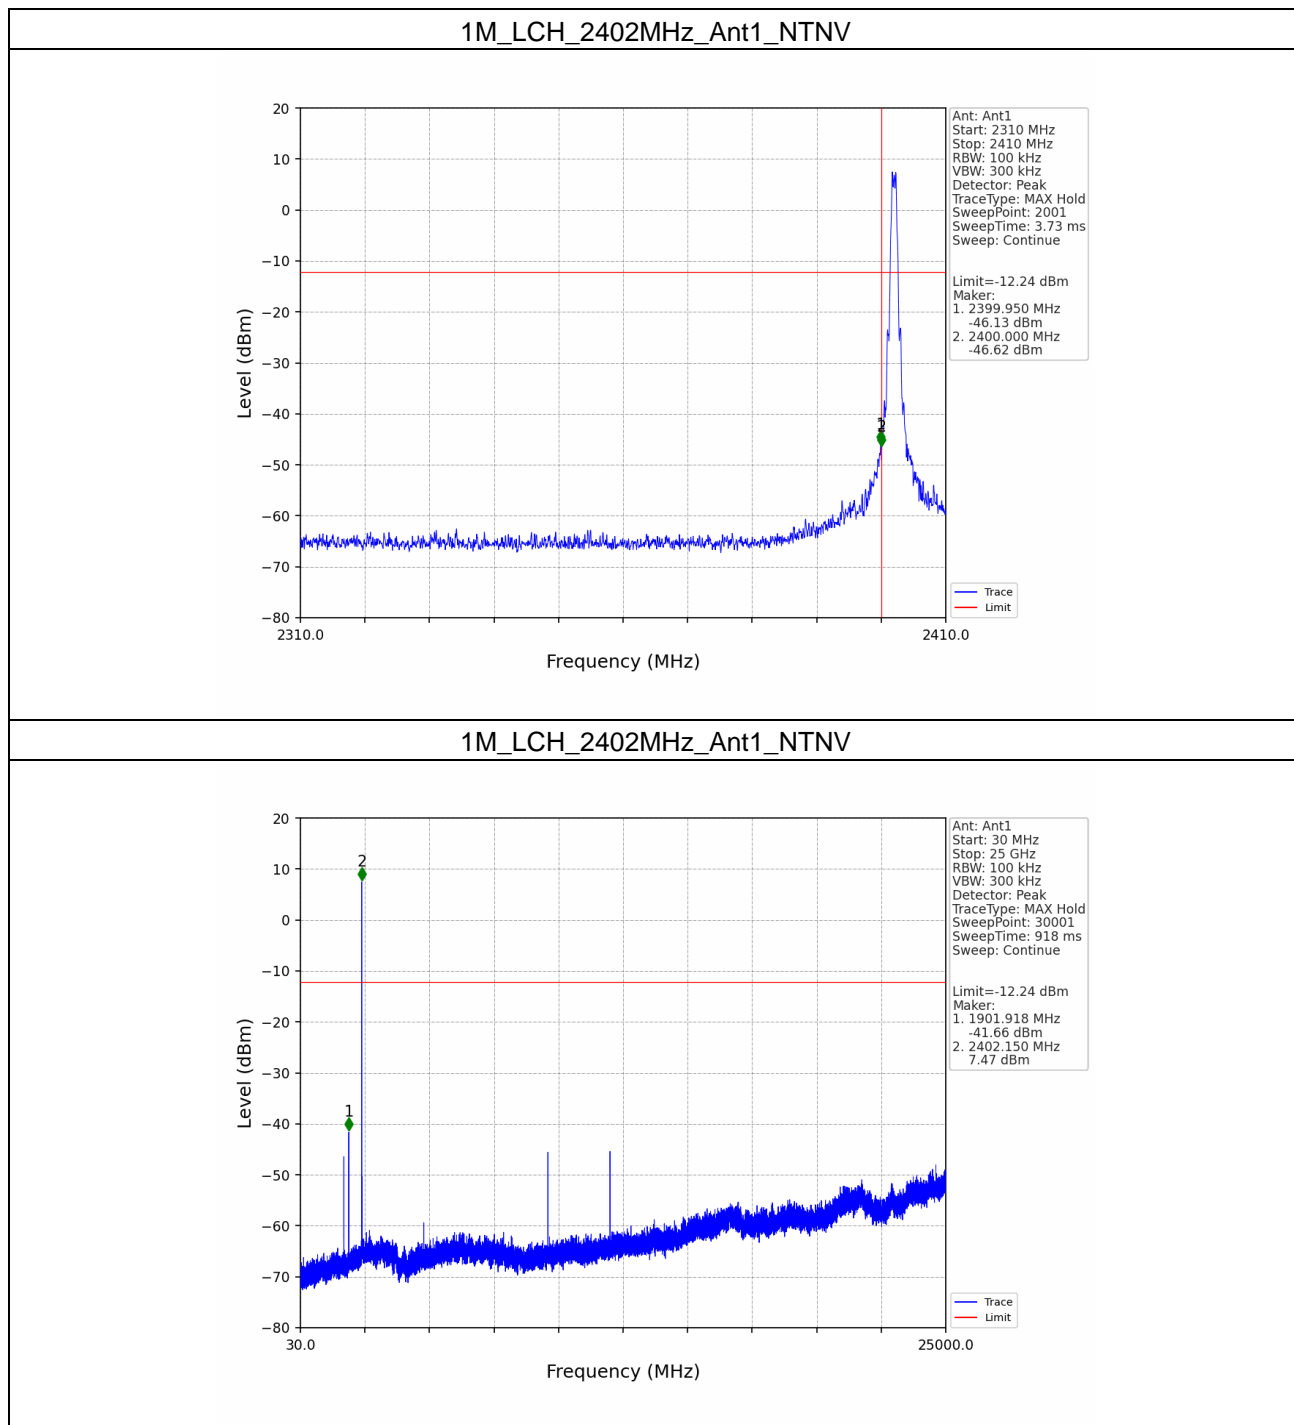 1M_LCH_2402MHz_Ant1_NTNV
20
10
0
−10
−20
−30
−40
−50
−60
−70
−80
Level (dBm)
2310.0
2410.0
Frequency (MHz)
2
Ant: Ant1
Start: 2310 MHz
Stop: 2410 MHz
RBW: 100 kHz
VBW: 300 kHz
Detector: Peak
TraceType: MAX Hold
SweepPoint: 2001
SweepTime: 3.73 ms
Sweep: Continue
Limit=-12.24 dBm
Maker:
1. 2399.950 MHz
-46.13 dBm
2. 2400.000 MHz
-46.62 dBm
Trace
Limit
1M_LCH_2402MHz_Ant1_NTNV
20
10
0
−10
−20
−30
−40
−50
−60
−70
−80
Level (dBm)
30.0
25000.0
Frequency (MHz)
2
1
Ant: Ant1
Start: 30 MHz
Stop: 25 GHz
RBW: 100 kHz
VBW: 300 kHz
Detector: Peak
TraceType: MAX Hold
SweepPoint: 30001
SweepTime: 918 ms
Sweep: Continue
Limit=-12.24 dBm
Maker:
1. 1901.918 MHz
-41.66 dBm
2. 2402.150 MHz
7.47 dBm
Trace
Limit